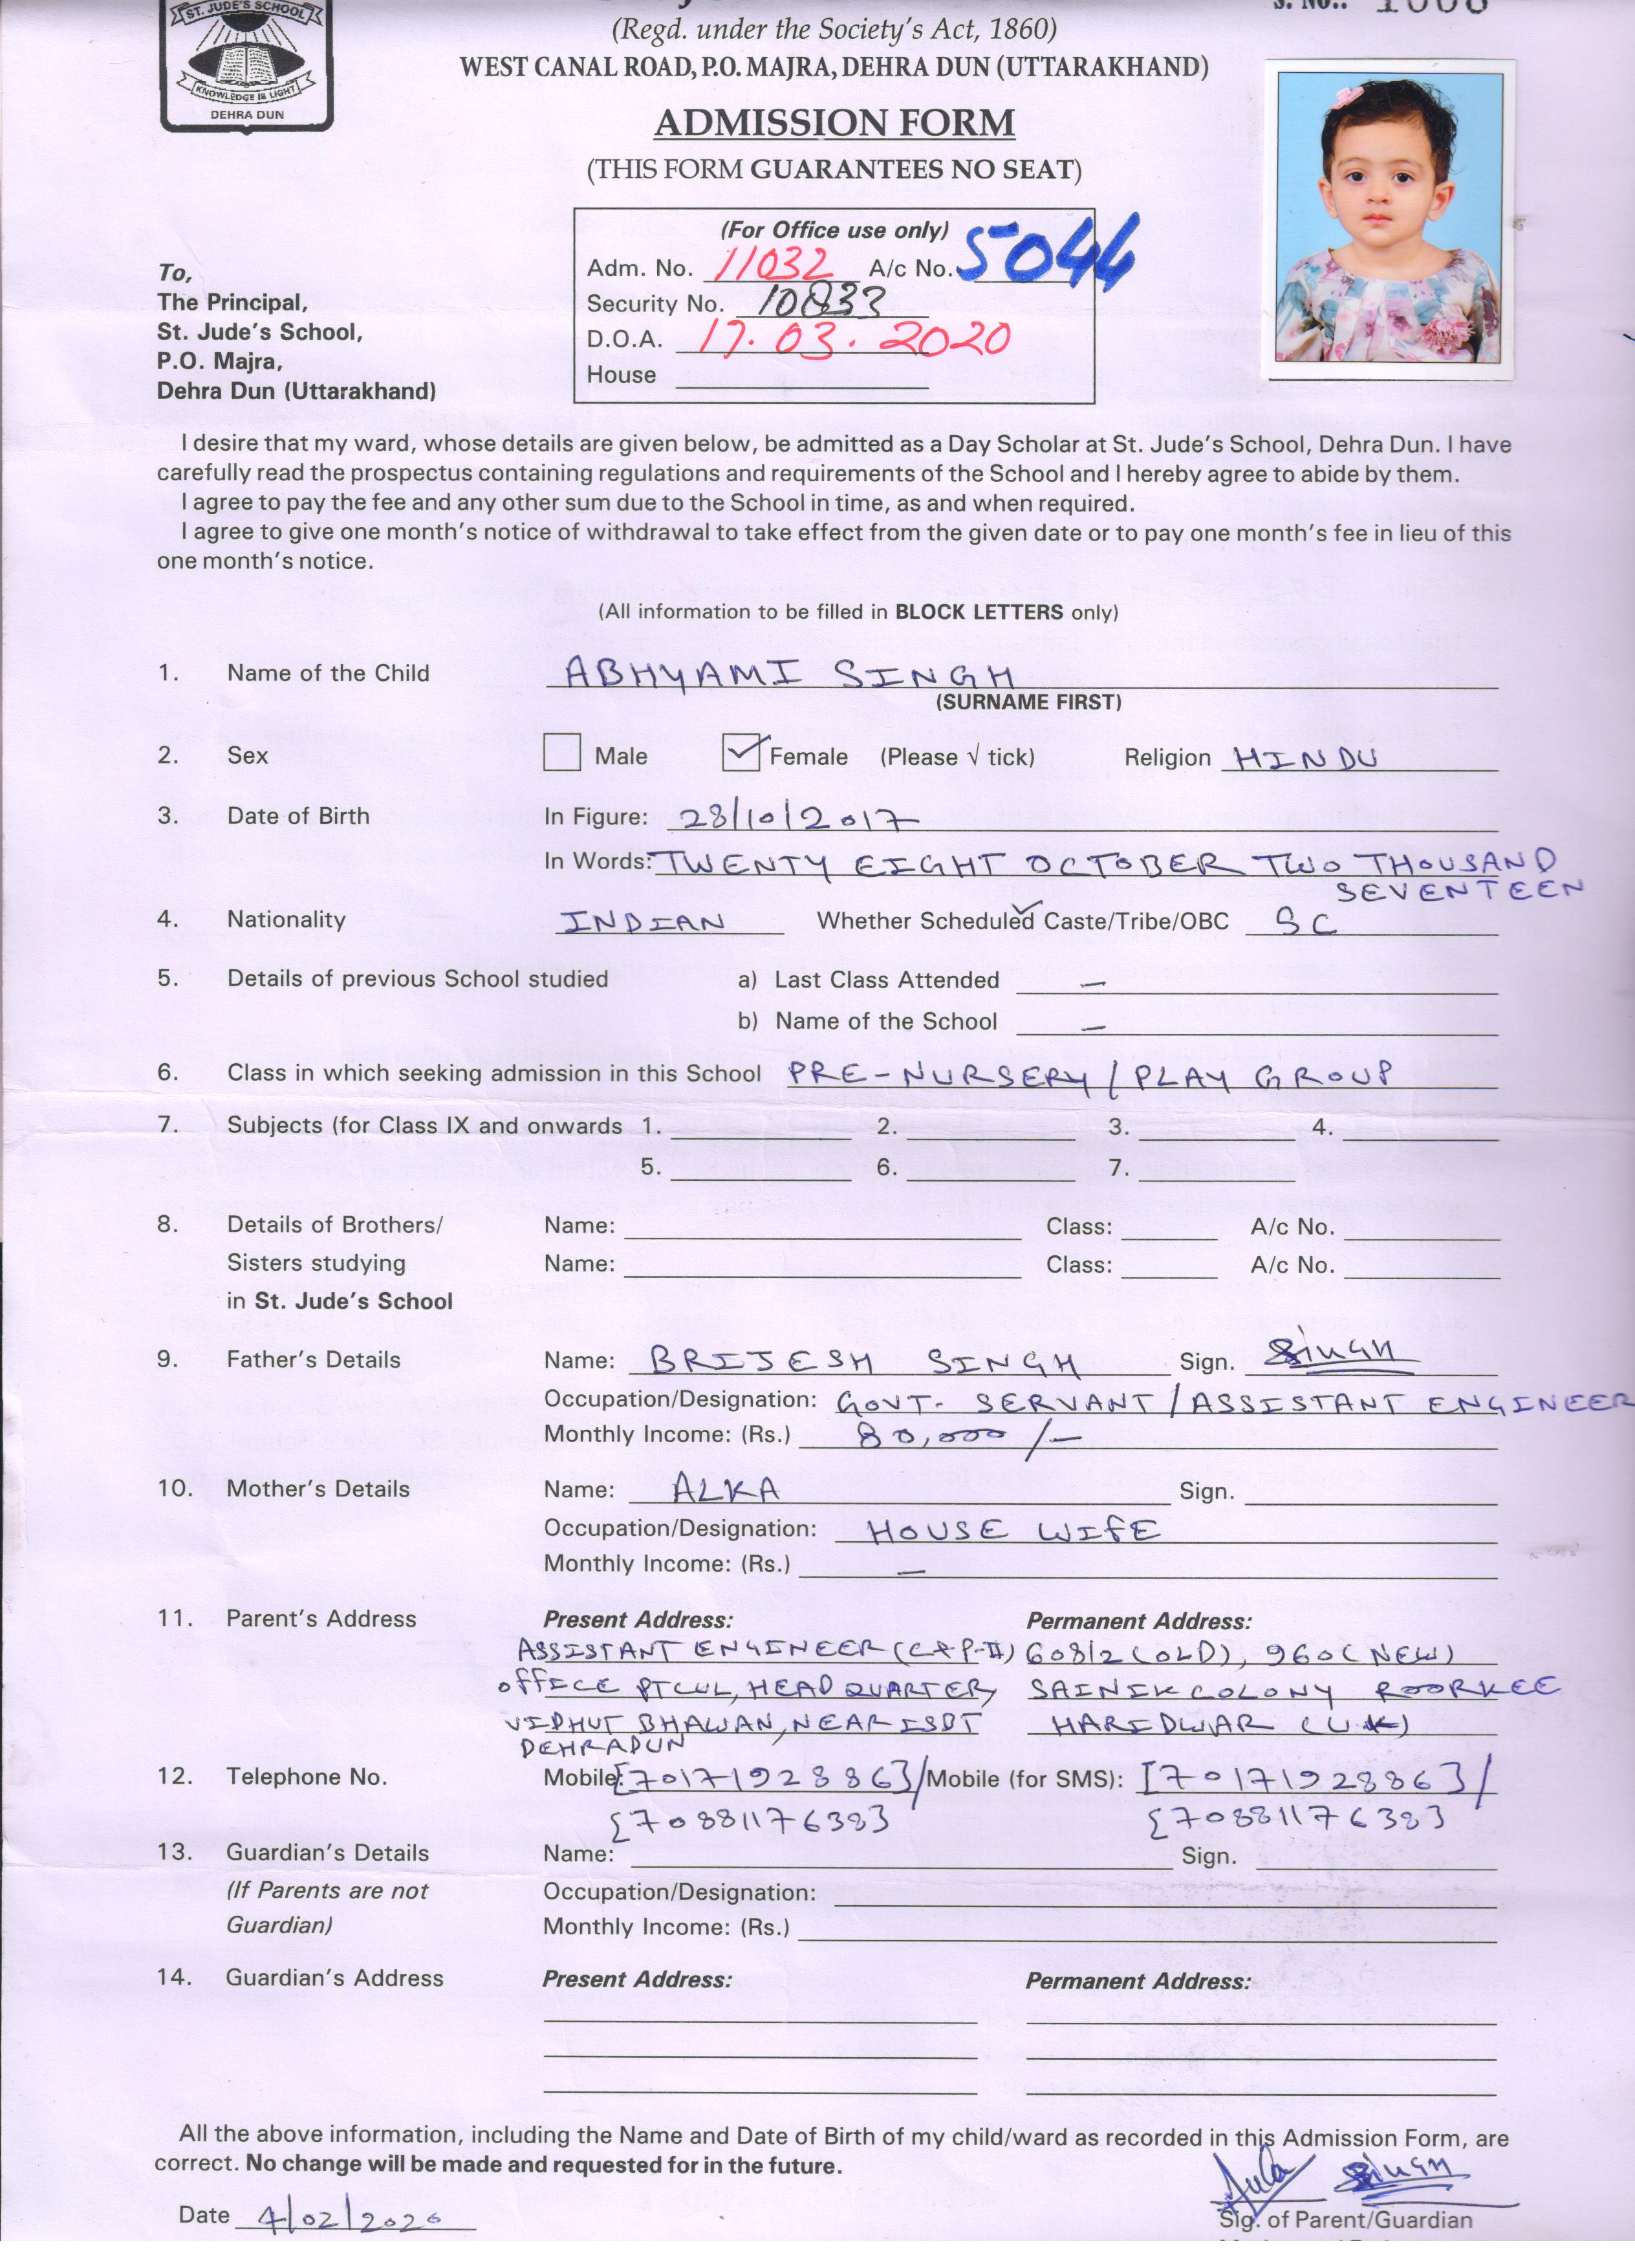 ST. JUDE'S SCHOOL
KNOWLEDGE IS LIGHT
DEHRA DUN
(Regd. under the Society's Act, 1860)
S. No.: 1008
WEST CANAL ROAD, P.O. MAJRA, DEHRA DUN (UTTARAKHAND)
ADMISSION FORM
(THIS FORM GUARANTEES NO SEAT)
(For Office use only)
Adm. No. 11032 A/c No. 5044
Security No. 10833
D.O.A. 17.03.2020
House
To,
The Principal,
St. Jude's School,
P.O. Majra,
Dehra Dun (Uttarakhand)
I desire that my ward, whose details are given below, be admitted as a Day Scholar at St. Jude's School, Dehra Dun. I have
carefully read the prospectus containing regulations and requirements of the School and I hereby agree to abide by them.
I agree to pay the fee and any other sum due to the School in time, as and when required.
I agree to give one month's notice of withdrawal to take effect from the given date or to pay one month's fee in lieu of this
one month's notice.
(All information to be filled in BLOCK LETTERS only)
1. Name of the Child ABHYAMI SINGH
(SURNAME FIRST)
2. Sex Male Female (Please √ tick) Religion HINDU
3. Date of Birth In Figure: 28/10/2017
In Words: TWENTY EIGHT OCTOBER TWO THOUSAND
SEVENTEEN
4. Nationality INDIAN Whether Scheduled Caste/Tribe/OBC SC
5. Details of previous School studied a) Last Class Attended —
b) Name of the School —
6. Class in which seeking admission in this School PRE-NURSERY / PLAY GROUP
7. Subjects (for Class IX and onwards 1. 2. 3. 4.
5. 6. 7.
8. Details of Brothers/ Name: Class: A/c No.
Sisters studying Name: Class: A/c No.
in St. Jude's School
9. Father's Details Name: BRIJESH SINGH Sign. Singh
Occupation/Designation: GOVT. SERVANT / ASSISTANT ENGINEER
Monthly Income: (Rs.) 80,000/-
10. Mother's Details Name: ALKA Sign.
Occupation/Designation: HOUSE WIFE
Monthly Income: (Rs.) —
11. Parent's Address Present Address: Permanent Address:
ASSISTANT ENGINEER (C&P-II) 608/2 (OLD), 960 (NEW)
OFFICE PTCUL, HEAD QUARTER, SAINIK COLONY ROORKEE
VIDHUT BHAWAN, NEAR ISBT HARIDWAR (U.K)
DEHRADUN
12. Telephone No. Mobile: [7017192886]/ Mobile (for SMS): [7017192886]/
{7088117638} {7088117638}
13. Guardian's Details Name: Sign.
(If Parents are not Occupation/Designation:
Guardian) Monthly Income: (Rs.)
14. Guardian's Address Present Address: Permanent Address:
All the above information, including the Name and Date of Birth of my child/ward as recorded in this Admission Form, are
correct. No change will be made and requested for in the future.
Singh
Date 4/02/2020 Sig. of Parent/Guardian